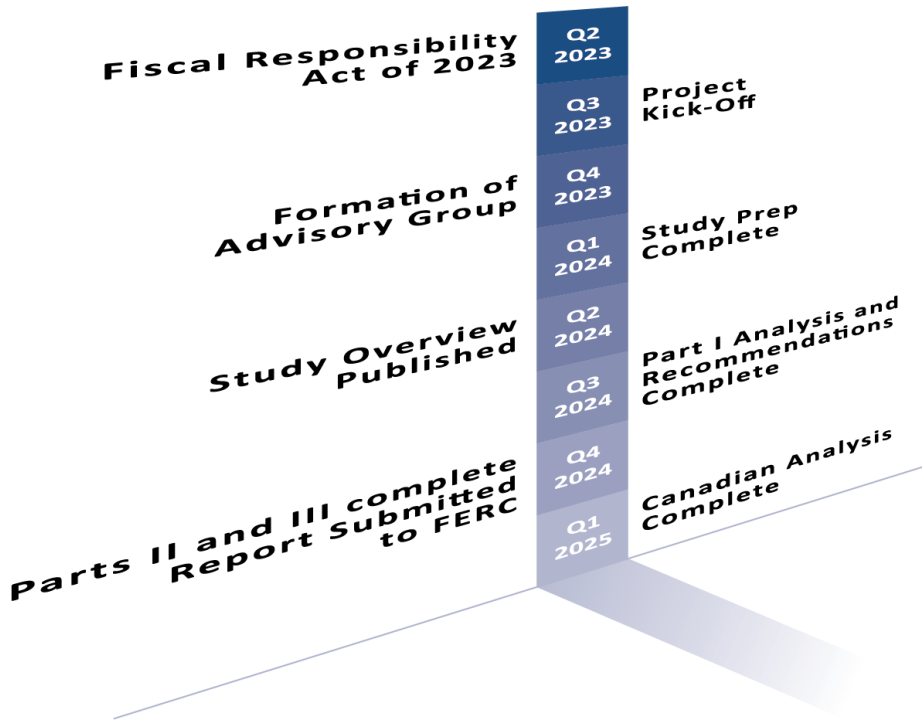 Fiscal Responsibility
Act of 2023
Q2
2023
Q3
2023
Project
Kick-Off
Formation of
Advisory Group
Q4
2023
Q1
2024
Study Prep
Complete
Study Overview
Published
Q2
2024
Q3
2024
Part I Analysis and
Recommendations
Complete
Parts II and III complete
Report Submitted
to FERC
Q4
2024
Q1
2025
Canadian Analysis
Complete